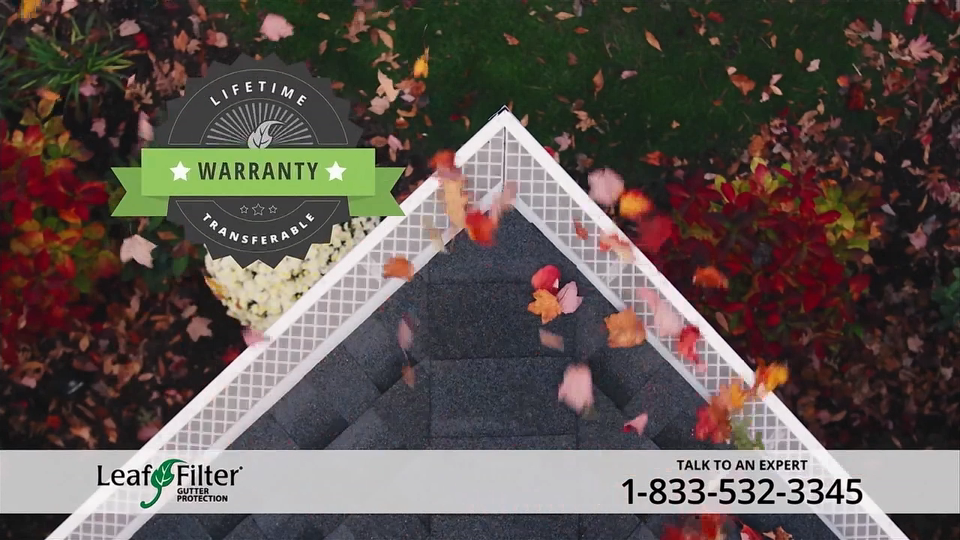 LIFETIME
WARRANTY
TRANSFERABLE
LeafFilter
GUTTER
PROTECTION
TALK TO AN EXPERT
1-833-532-3345